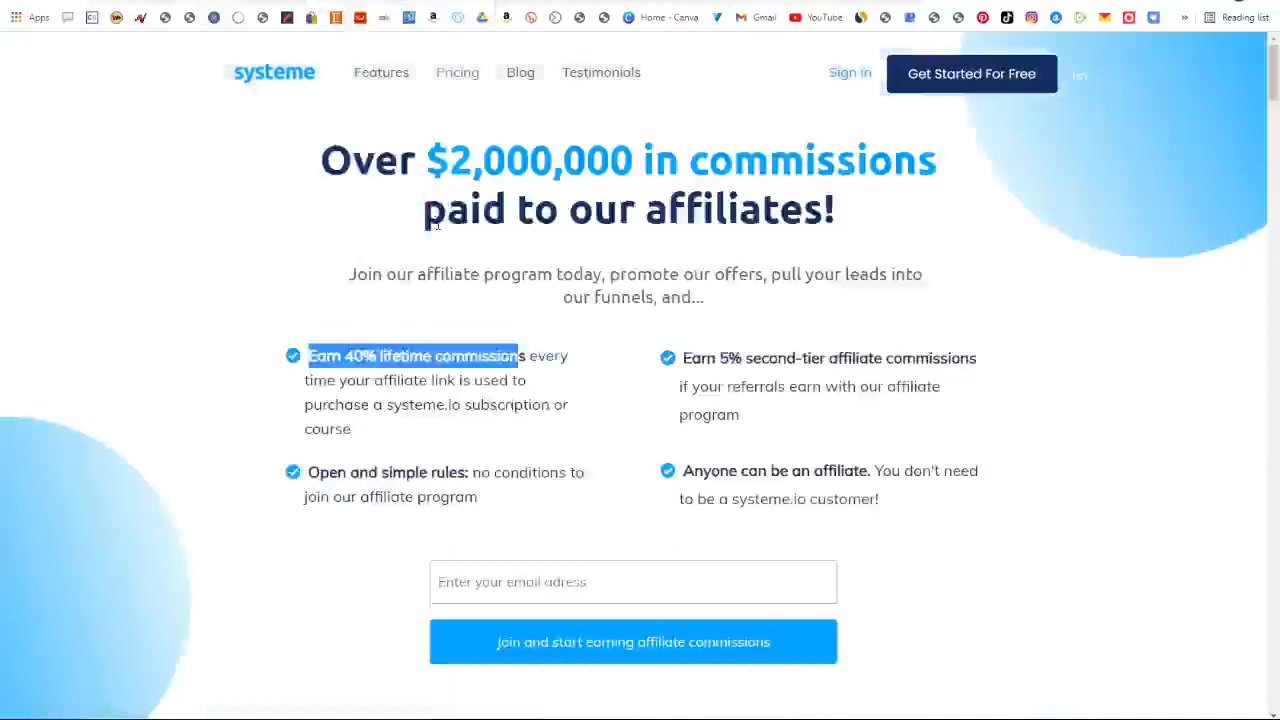 Apps
Home - Canva
Gmail
YouTube
»
Reading list
systeme
Features
Pricing
Blog
Testimonials
Sign in
Get Started For Free
Over $2,000,000 in commissions
paid to our affiliates!
Join our affiliate program today, promote our offers, pull your leads into
our funnels, and...
Earn 40% lifetime commissions every
time your affiliate link is used to
purchase a systeme.io subscription or
course
Earn 5% second-tier affiliate commissions
if your referrals earn with our affiliate
program
Open and simple rules: no conditions to
join our affiliate program
Anyone can be an affiliate. You don't need
to be a systeme.io customer!
Enter your email adress
Join and start earning affiliate commissions